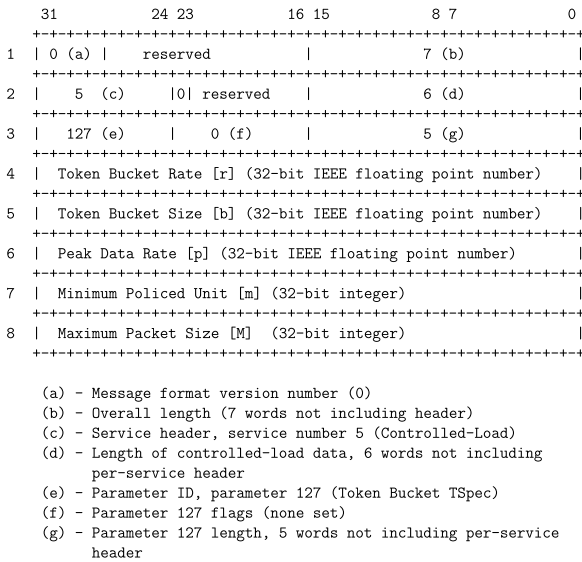 31 24 23 16 15 8 7 0
+-+-+-+-+-+-+-+-+-+-+-+-+-+-+-+-+-+-+-+-+-+-+-+-+-+-+-+-+-+-+-+-+
1 | 0 (a) | reserved | 7 (b) |
+-+-+-+-+-+-+-+-+-+-+-+-+-+-+-+-+-+-+-+-+-+-+-+-+-+-+-+-+-+-+-+-+
2 | 5 (c) |0| reserved | 6 (d) |
+-+-+-+-+-+-+-+-+-+-+-+-+-+-+-+-+-+-+-+-+-+-+-+-+-+-+-+-+-+-+-+-+
3 | 127 (e) | 0 (f) | 5 (g) |
+-+-+-+-+-+-+-+-+-+-+-+-+-+-+-+-+-+-+-+-+-+-+-+-+-+-+-+-+-+-+-+-+
4 | Token Bucket Rate [r] (32-bit IEEE floating point number) |
+-+-+-+-+-+-+-+-+-+-+-+-+-+-+-+-+-+-+-+-+-+-+-+-+-+-+-+-+-+-+-+-+
5 | Token Bucket Size [b] (32-bit IEEE floating point number) |
+-+-+-+-+-+-+-+-+-+-+-+-+-+-+-+-+-+-+-+-+-+-+-+-+-+-+-+-+-+-+-+-+
6 | Peak Data Rate [p] (32-bit IEEE floating point number) |
+-+-+-+-+-+-+-+-+-+-+-+-+-+-+-+-+-+-+-+-+-+-+-+-+-+-+-+-+-+-+-+-+
7 | Minimum Policed Unit [m] (32-bit integer) |
+-+-+-+-+-+-+-+-+-+-+-+-+-+-+-+-+-+-+-+-+-+-+-+-+-+-+-+-+-+-+-+-+
8 | Maximum Packet Size [M] (32-bit integer) |
+-+-+-+-+-+-+-+-+-+-+-+-+-+-+-+-+-+-+-+-+-+-+-+-+-+-+-+-+-+-+-+-+
(a) - Message format version number (0)
(b) - Overall length (7 words not including header)
(c) - Service header, service number 5 (Controlled-Load)
(d) - Length of controlled-load data, 6 words not including
per-service header
(e) - Parameter ID, parameter 127 (Token Bucket TSpec)
(f) - Parameter 127 flags (none set)
(g) - Parameter 127 length, 5 words not including per-service
header